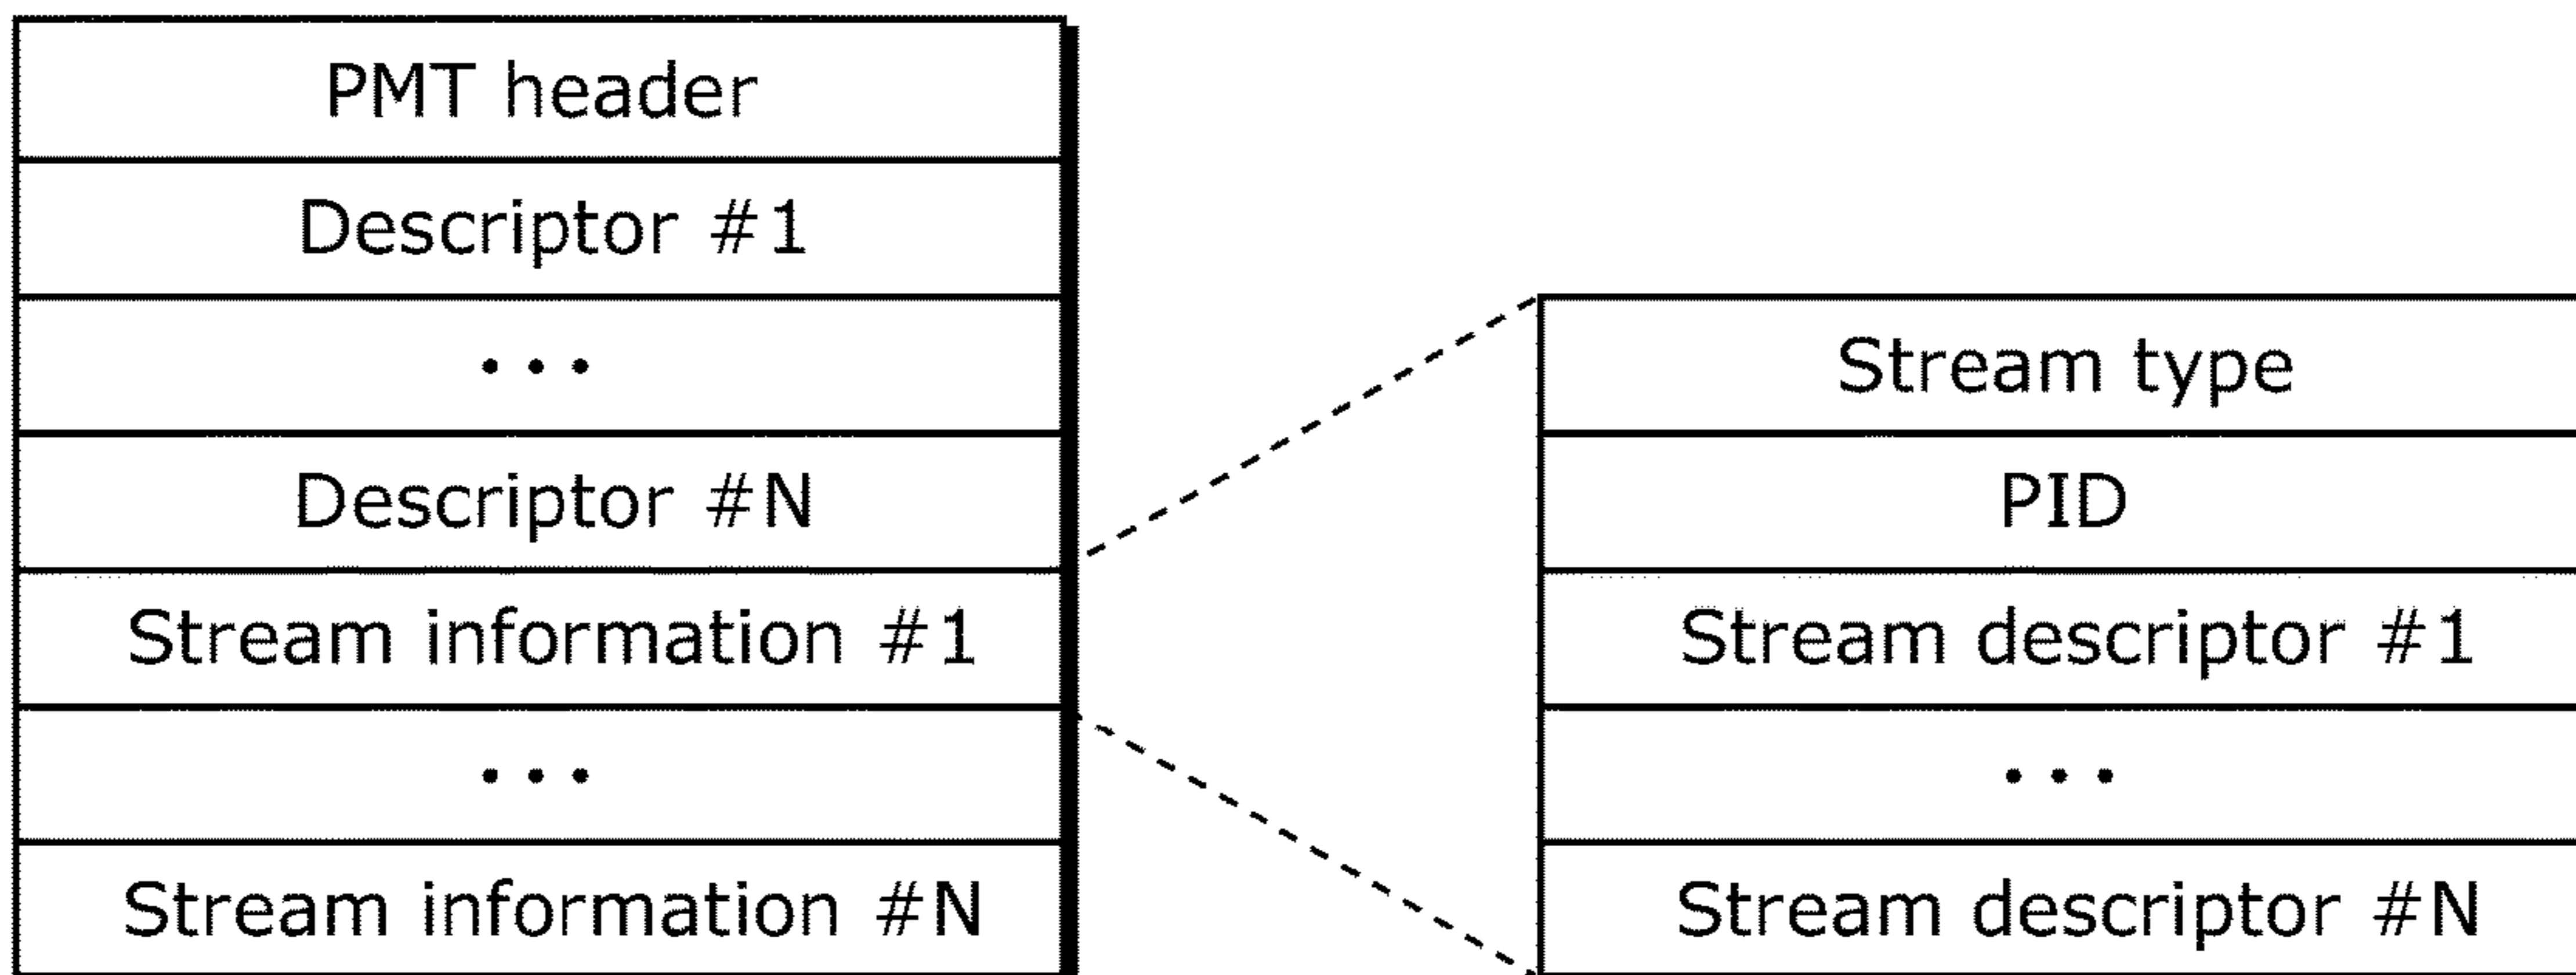 PMT header
Descriptor #1
...
Descriptor #N
Stream information #1
...
Stream information #N
Stream type
PID
Stream descriptor #1
...
Stream descriptor #N